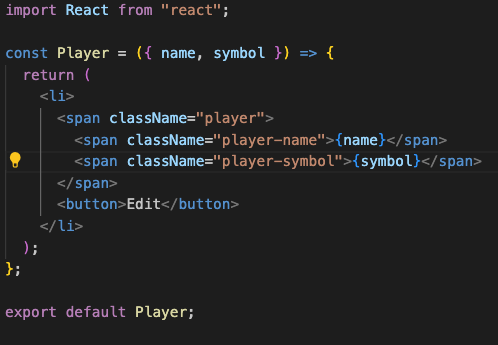 import React from "react";

const Player = ({ name, symbol }) => {
  return (
    <li>
      <span className="player">
        <span className="player-name">{name}</span>
        <span className="player-symbol">{symbol}</span>
      </span>
      <button>Edit</button>
    </li>
  );
};

export default Player;